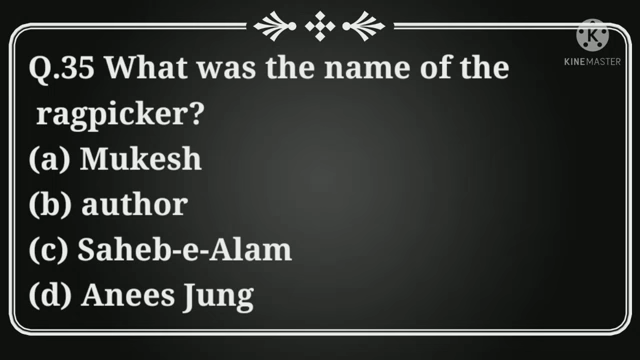 K
KINEMASTER
Q.35 What was the name of the
ragpicker?
(a) Mukesh
(b) author
(c) Saheb-e-Alam
(d) Anees Jung